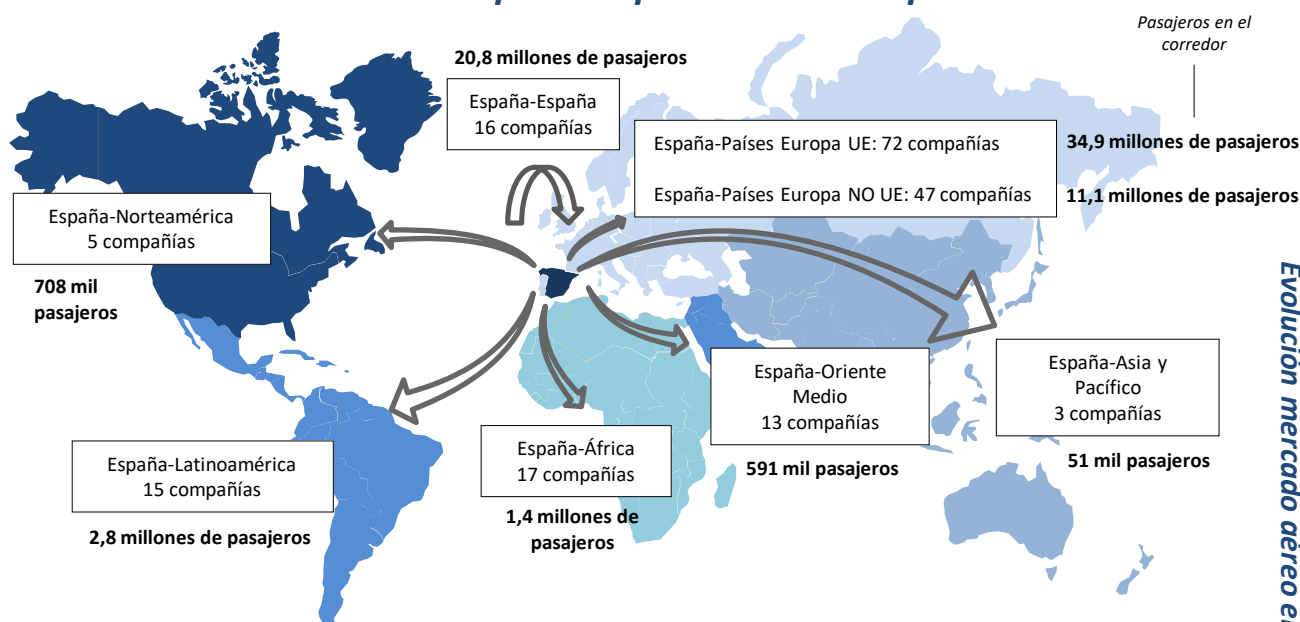 Pasajeros en el
corredor
20,8 millones de pasajeros
España-España
16 compañías
España-Países Europa UE: 72 compañías
34,9 millones de pasajeros
España-Países Europa NO UE: 47 compañías
11,1 millones de pasajeros
España-Norteamérica
5 compañías
708 mil
pasajeros
España-Oriente
Medio
13 compañías
591 mil pasajeros
España-Asia y
Pacífico
3 compañías
51 mil pasajeros
España-África
17 compañías
1,4 millones de
pasajeros
España-Latinoamérica
15 compañías
2,8 millones de pasajeros
Evolución mercado aéreo